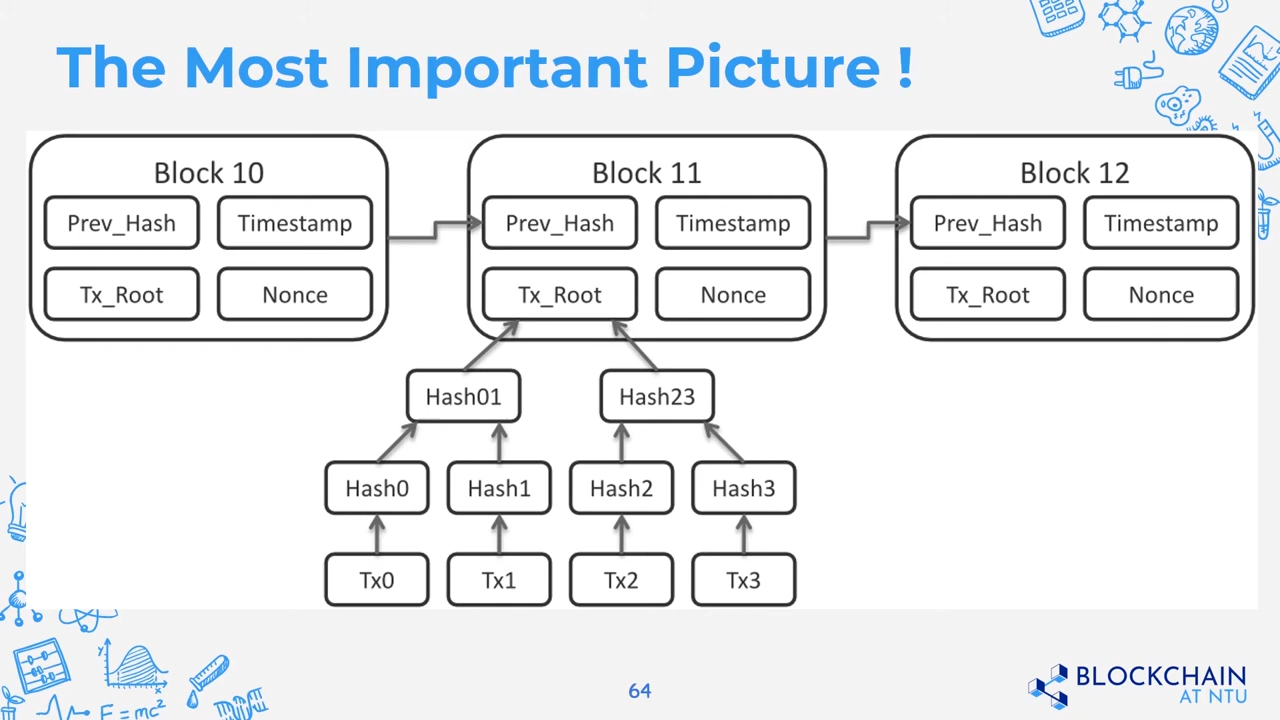 The Most Important Picture !
Block 10
Prev_Hash Timestamp
Tx_Root Nonce
Block 11
Prev_Hash Timestamp
Tx_Root Nonce
Block 12
Prev_Hash Timestamp
Tx_Root Nonce
Hash01 Hash23
Hash0 Hash1 Hash2 Hash3
Tx0 Tx1 Tx2 Tx3
y
x
E=mc²
64
BLOCKCHAIN
AT NTU